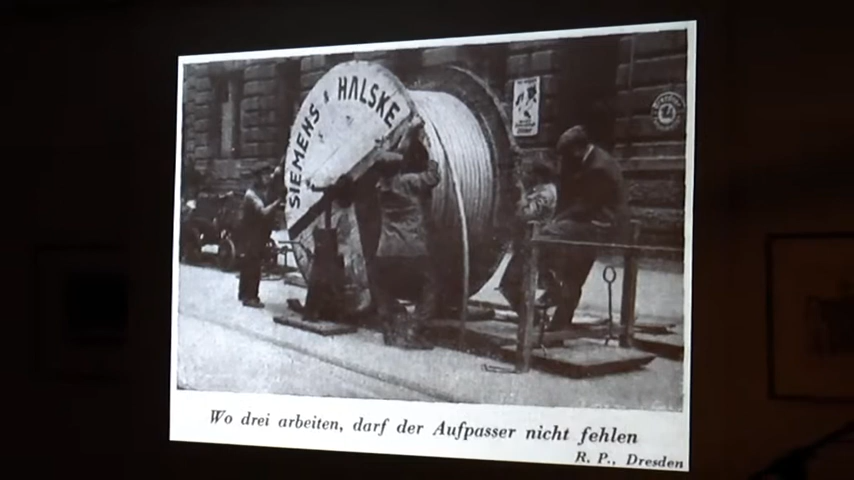 SIEMENS & HALSKE
Wo drei arbeiten, darf der Aufpasser nicht fehlen
R. P., Dresden